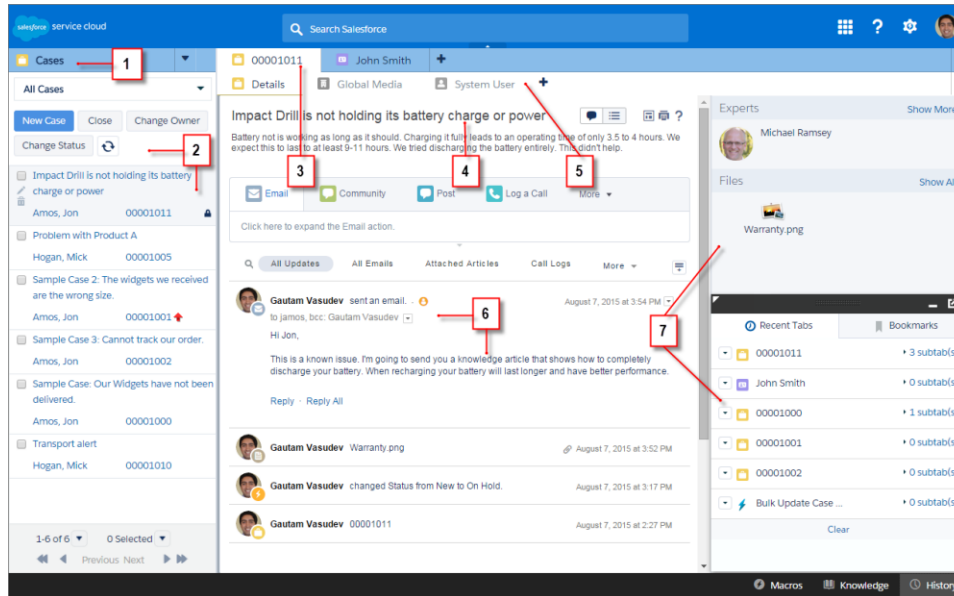 salesforce service cloud
Search Salesforce
Cases
1
All Cases
New Case Close Change Owner
Change Status
2
Impact Drill is not holding its battery
charge or power
Amos, Jon 00001011
Problem with Product A
Hogan, Mick 00001005
Sample Case 2: The widgets we received
are the wrong size.
Amos, Jon 00001001
Sample Case 3: Cannot track our order.
Amos, Jon 00001002
Sample Case: Our Widgets have not been
delivered.
Amos, Jon 00001000
Transport alert
Hogan, Mick 00001010
1-6 of 6 0 Selected
Previous Next
00001011 John Smith +
Details Global Media System User +
Impact Drill is not holding its battery charge or power ?
Battery not is working as long as it should. Charging it fully leads to an operating time of only 3.5 to 4 hours. We
expect this to last to at least 9-11 hours. We tried discharging the battery entirely. This didn't help.
3
4
5
Email Community Post Log a Call More
Click here to expand the Email action.
All Updates All Emails Attached Articles Call Logs More
Gautam Vasudev sent an email. August 7, 2015 at 3:54 PM
to jamos, bcc: Gautam Vasudev
6
Hi Jon,
This is a known issue. I'm going to send you a knowledge article that shows how to completely
discharge your battery. When recharging your battery will last longer and have better performance.
Reply · Reply All
Gautam Vasudev Warranty.png August 7, 2015 at 3:52 PM
Gautam Vasudev changed Status from New to On Hold. August 7, 2015 at 3:17 PM
Gautam Vasudev 00001011 August 7, 2015 at 2:27 PM
?
Experts Show More
Michael Ramsey
Files Show All
Warranty.png
7
Recent Tabs Bookmarks
00001011 3 subtab(s
John Smith 0 subtab(s
00001000 1 subtab(s
00001001 0 subtab(s
00001002 0 subtab(s
Bulk Update Case ... 0 subtab(s
Clear
Macros Knowledge History